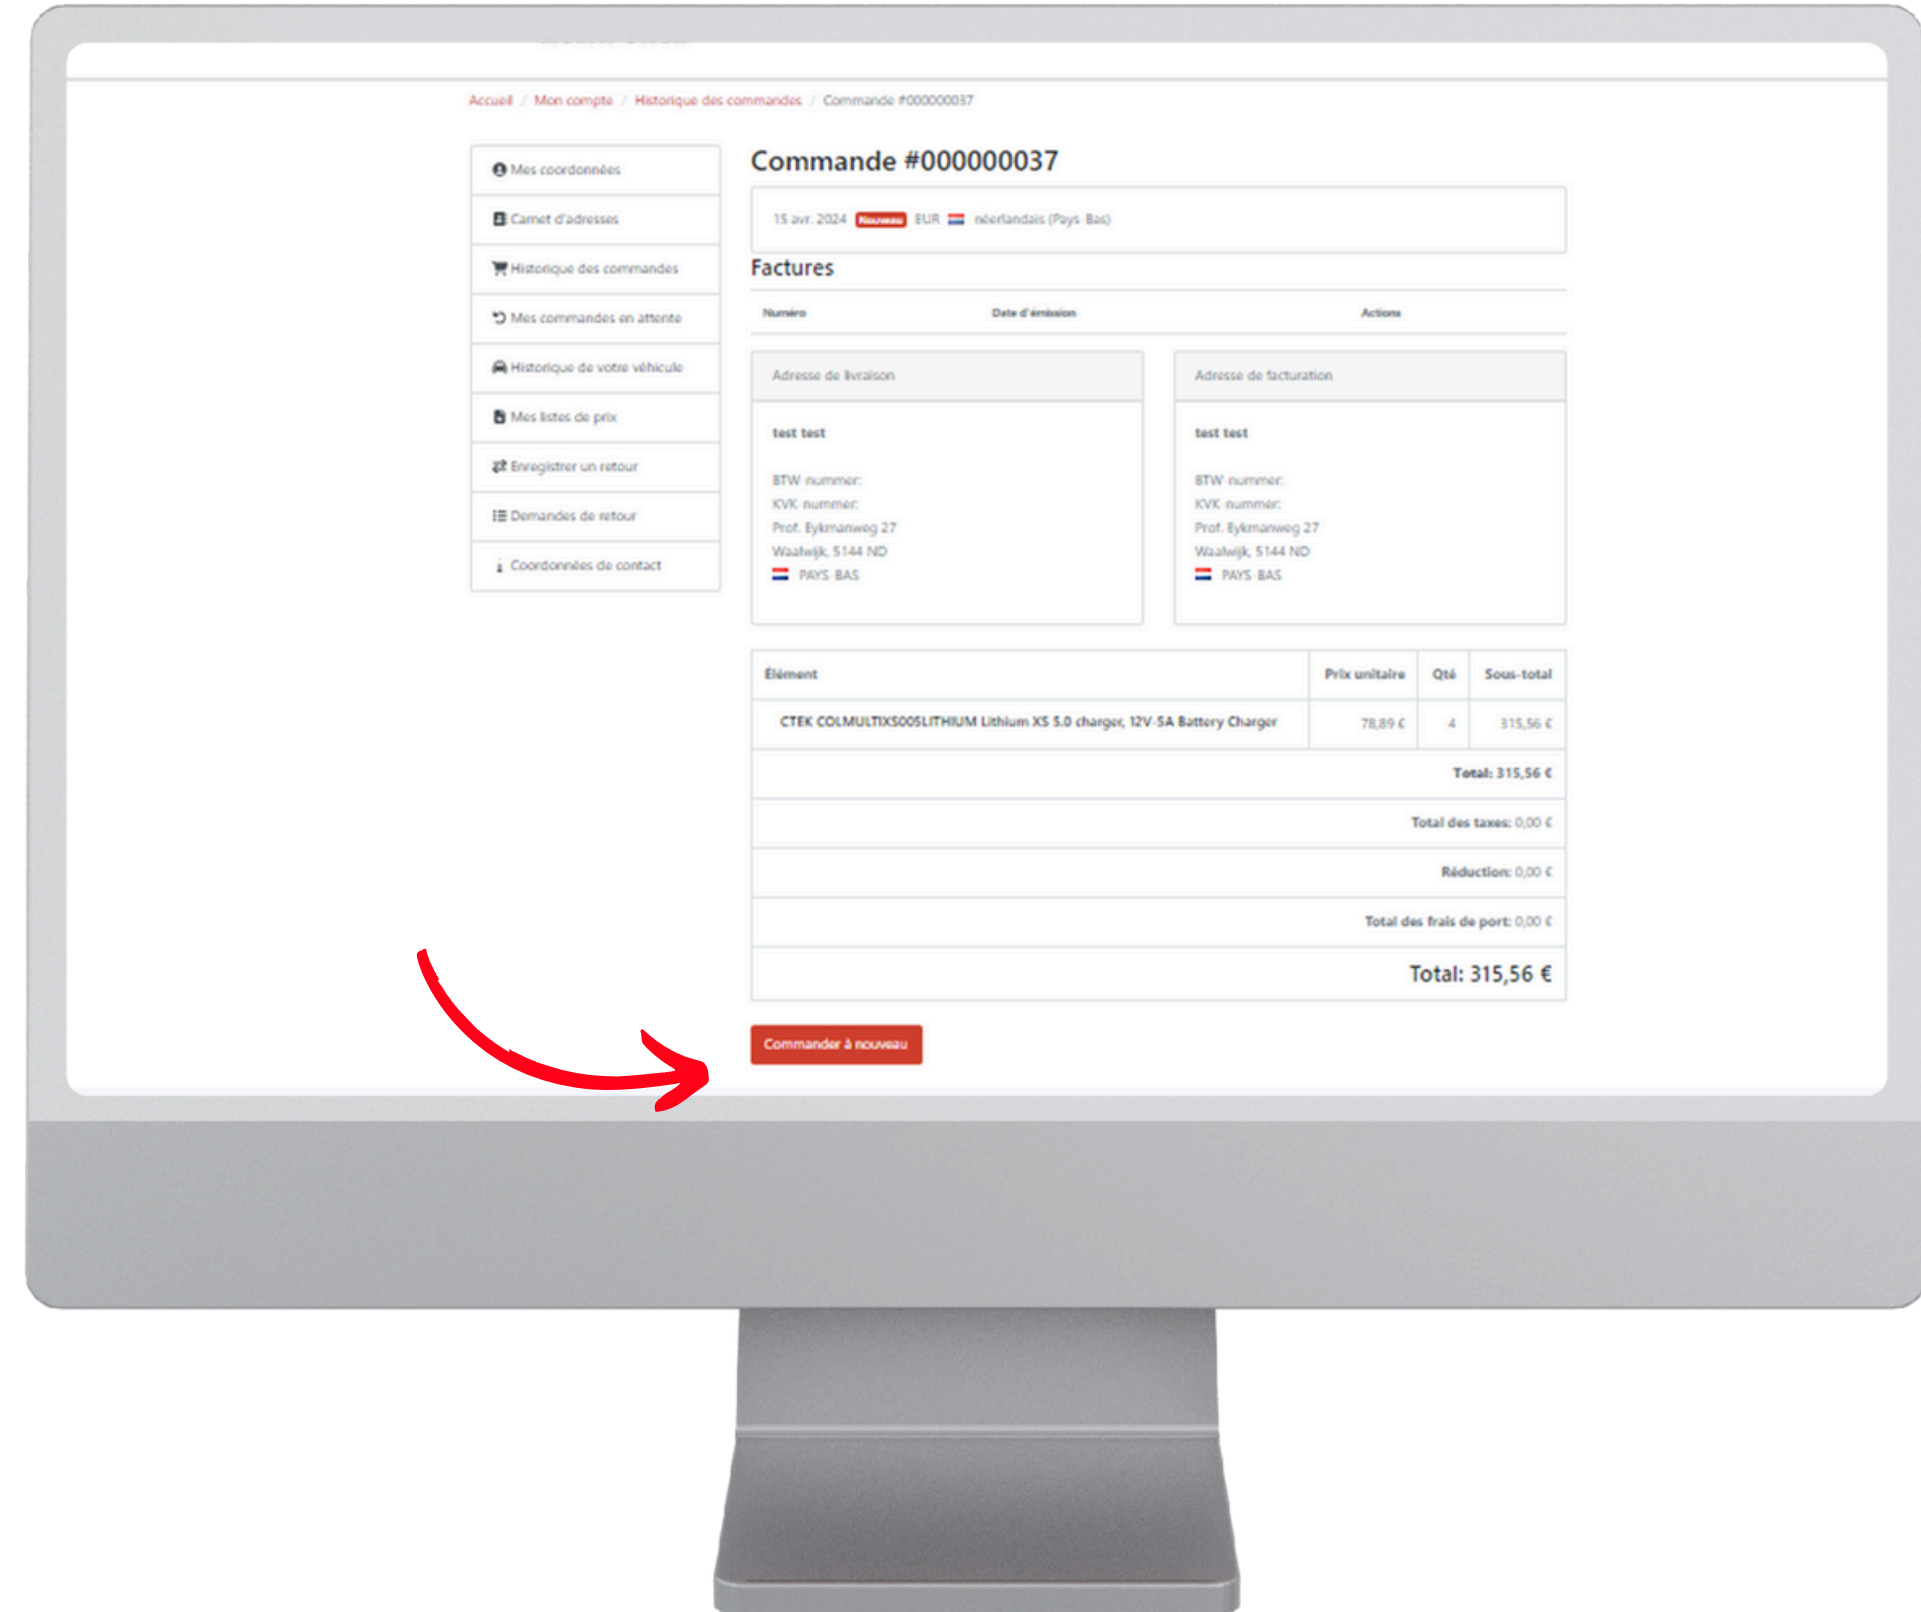 Accueil / Mon compte / Historique des commandes / Commande #000000037
Mes coordonnées
Carnet d'adresses
Historique des commandes
Mes commandes en attente
Historique de votre véhicule
Mes listes de prix
Enregistrer un retour
Demandes de retour
Coordonnées de contact
Commande #000000037
15 avr. 2024 Nouveau EUR néerlandais (Pays-Bas)
Factures
Numéro Date d'émission Actions
Adresse de livraison
test test
BTW-nummer:
KVK-nummer:
Prof. Eykmanweg 27
Waalwijk, 5144 ND
PAYS-BAS
Adresse de facturation
test test
BTW-nummer:
KVK-nummer:
Prof. Eykmanweg 27
Waalwijk, 5144 ND
PAYS-BAS
Élément Prix unitaire Qté Sous-total
CTEK COLMULTIXS005LITHIUM Lithium XS 5.0 charger, 12V-5A Battery Charger 78,89 € 4 315,56 €
Total: 315,56 €
Total des taxes: 0,00 €
Réduction: 0,00 €
Total des frais de port: 0,00 €
Total: 315,56 €
Commander à nouveau